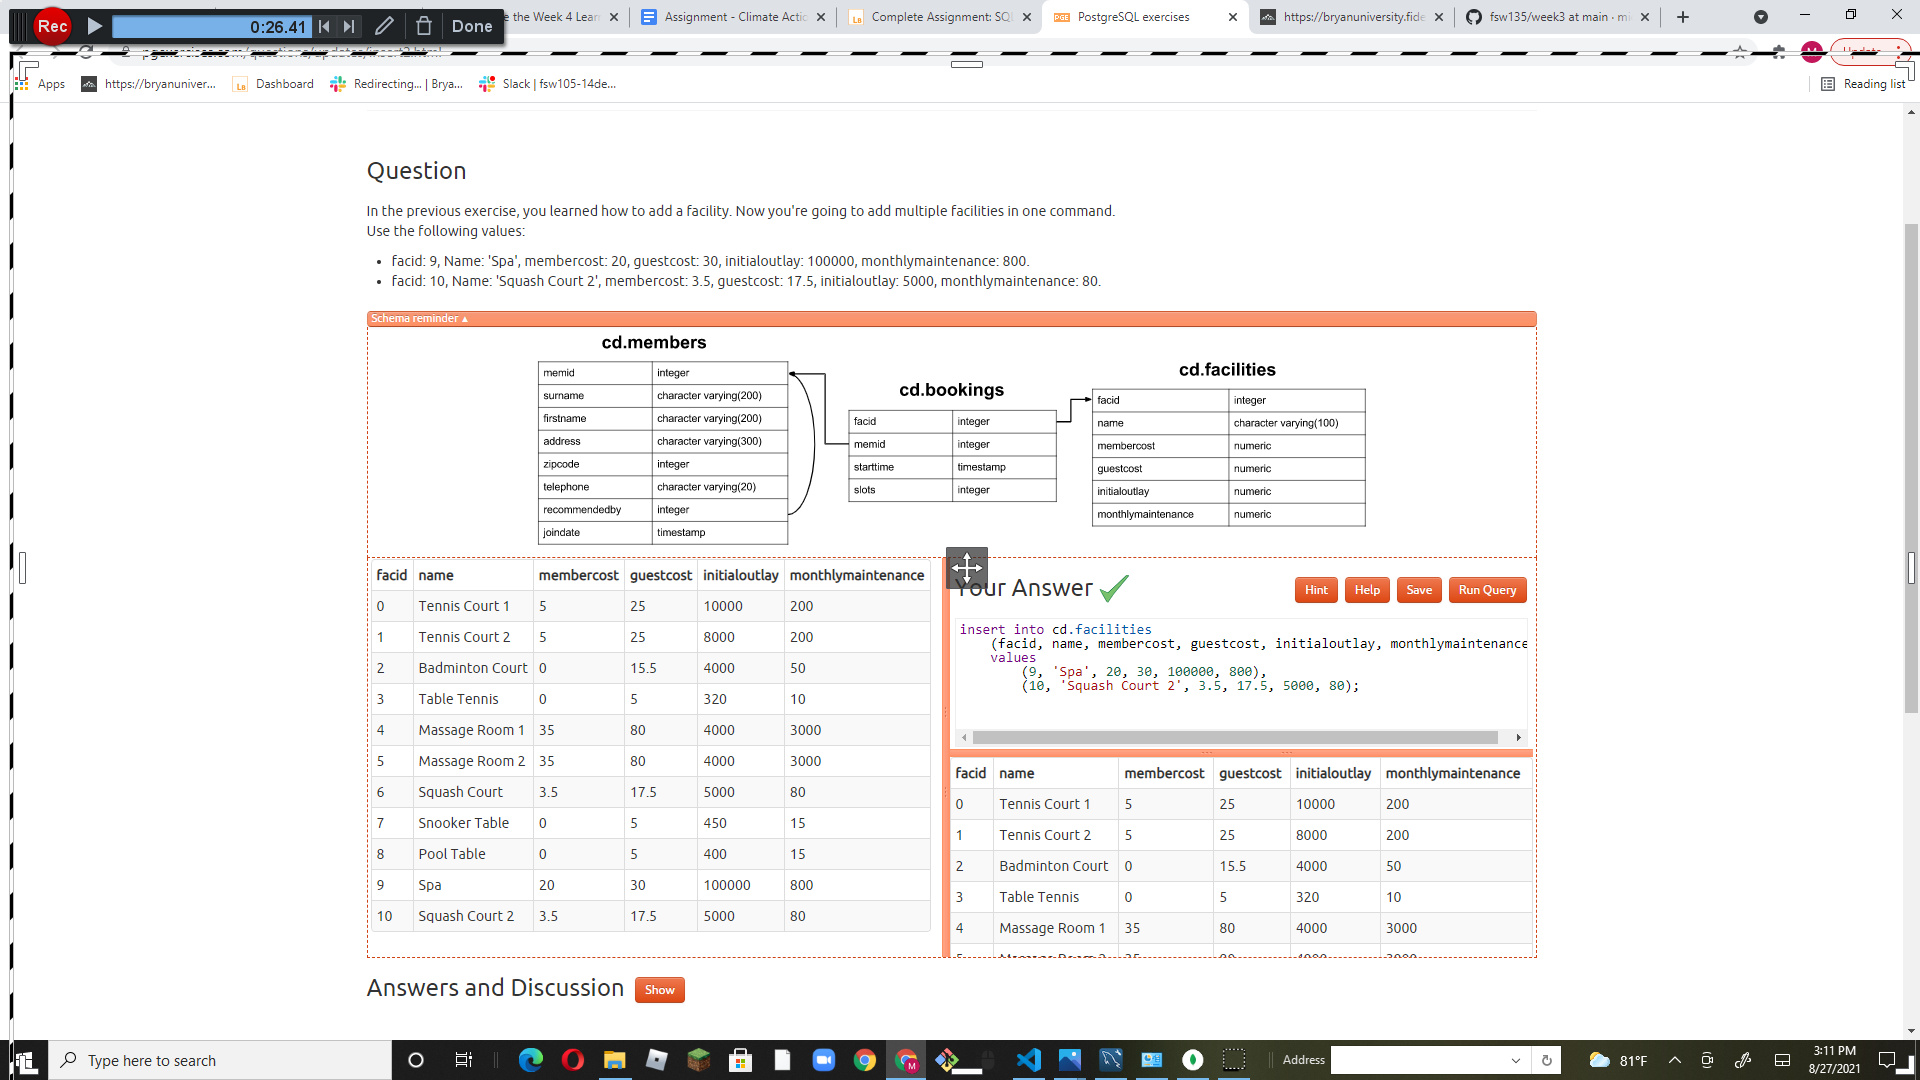 Rec
0:26.41
Done
e the Week 4 Lear
Assignment - Climate Actic
Complete Assignment: SQ
PostgreSQL exercises
https://bryanuniversity.fide
fsw135/week3 at main · m
Apps
https://bryanuniver...
Dashboard
Redirecting... | Brya...
Slack | fsw105-14de...
Reading list
Question
In the previous exercise, you learned how to add a facility. Now you're going to add multiple facilities in one command.
Use the following values:
• facid: 9, Name: 'Spa', membercost: 20, guestcost: 30, initialoutlay: 100000, monthlymaintenance: 800.
• facid: 10, Name: 'Squash Court 2', membercost: 3.5, guestcost: 17.5, initialoutlay: 5000, monthlymaintenance: 80.
Schema reminder ▴
cd.members
memid integer
surname character varying(200)
firstname character varying(200)
address character varying(300)
zipcode integer
telephone character varying(20)
recommendedby integer
joindate timestamp
cd.bookings
facid integer
memid integer
starttime timestamp
slots integer
cd.facilities
facid integer
name character varying(100)
membercost numeric
guestcost numeric
initialoutlay numeric
monthlymaintenance numeric
facid name membercost guestcost initialoutlay monthlymaintenance
0 Tennis Court 1 5 25 10000 200
1 Tennis Court 2 5 25 8000 200
2 Badminton Court 0 15.5 4000 50
3 Table Tennis 0 5 320 10
4 Massage Room 1 35 80 4000 3000
5 Massage Room 2 35 80 4000 3000
6 Squash Court 3.5 17.5 5000 80
7 Snooker Table 0 5 450 15
8 Pool Table 0 5 400 15
9 Spa 20 30 100000 800
10 Squash Court 2 3.5 17.5 5000 80
Your Answer
Hint
Help
Save
Run Query
insert into cd.facilities
(facid, name, membercost, guestcost, initialoutlay, monthlymaintenance
values
(9, 'Spa', 20, 30, 100000, 800),
(10, 'Squash Court 2', 3.5, 17.5, 5000, 80);
facid name membercost guestcost initialoutlay monthlymaintenance
0 Tennis Court 1 5 25 10000 200
1 Tennis Court 2 5 25 8000 200
2 Badminton Court 0 15.5 4000 50
3 Table Tennis 0 5 320 10
4 Massage Room 1 35 80 4000 3000
Answers and Discussion
Show
Type here to search
Address
81°F
3:11 PM
8/27/2021